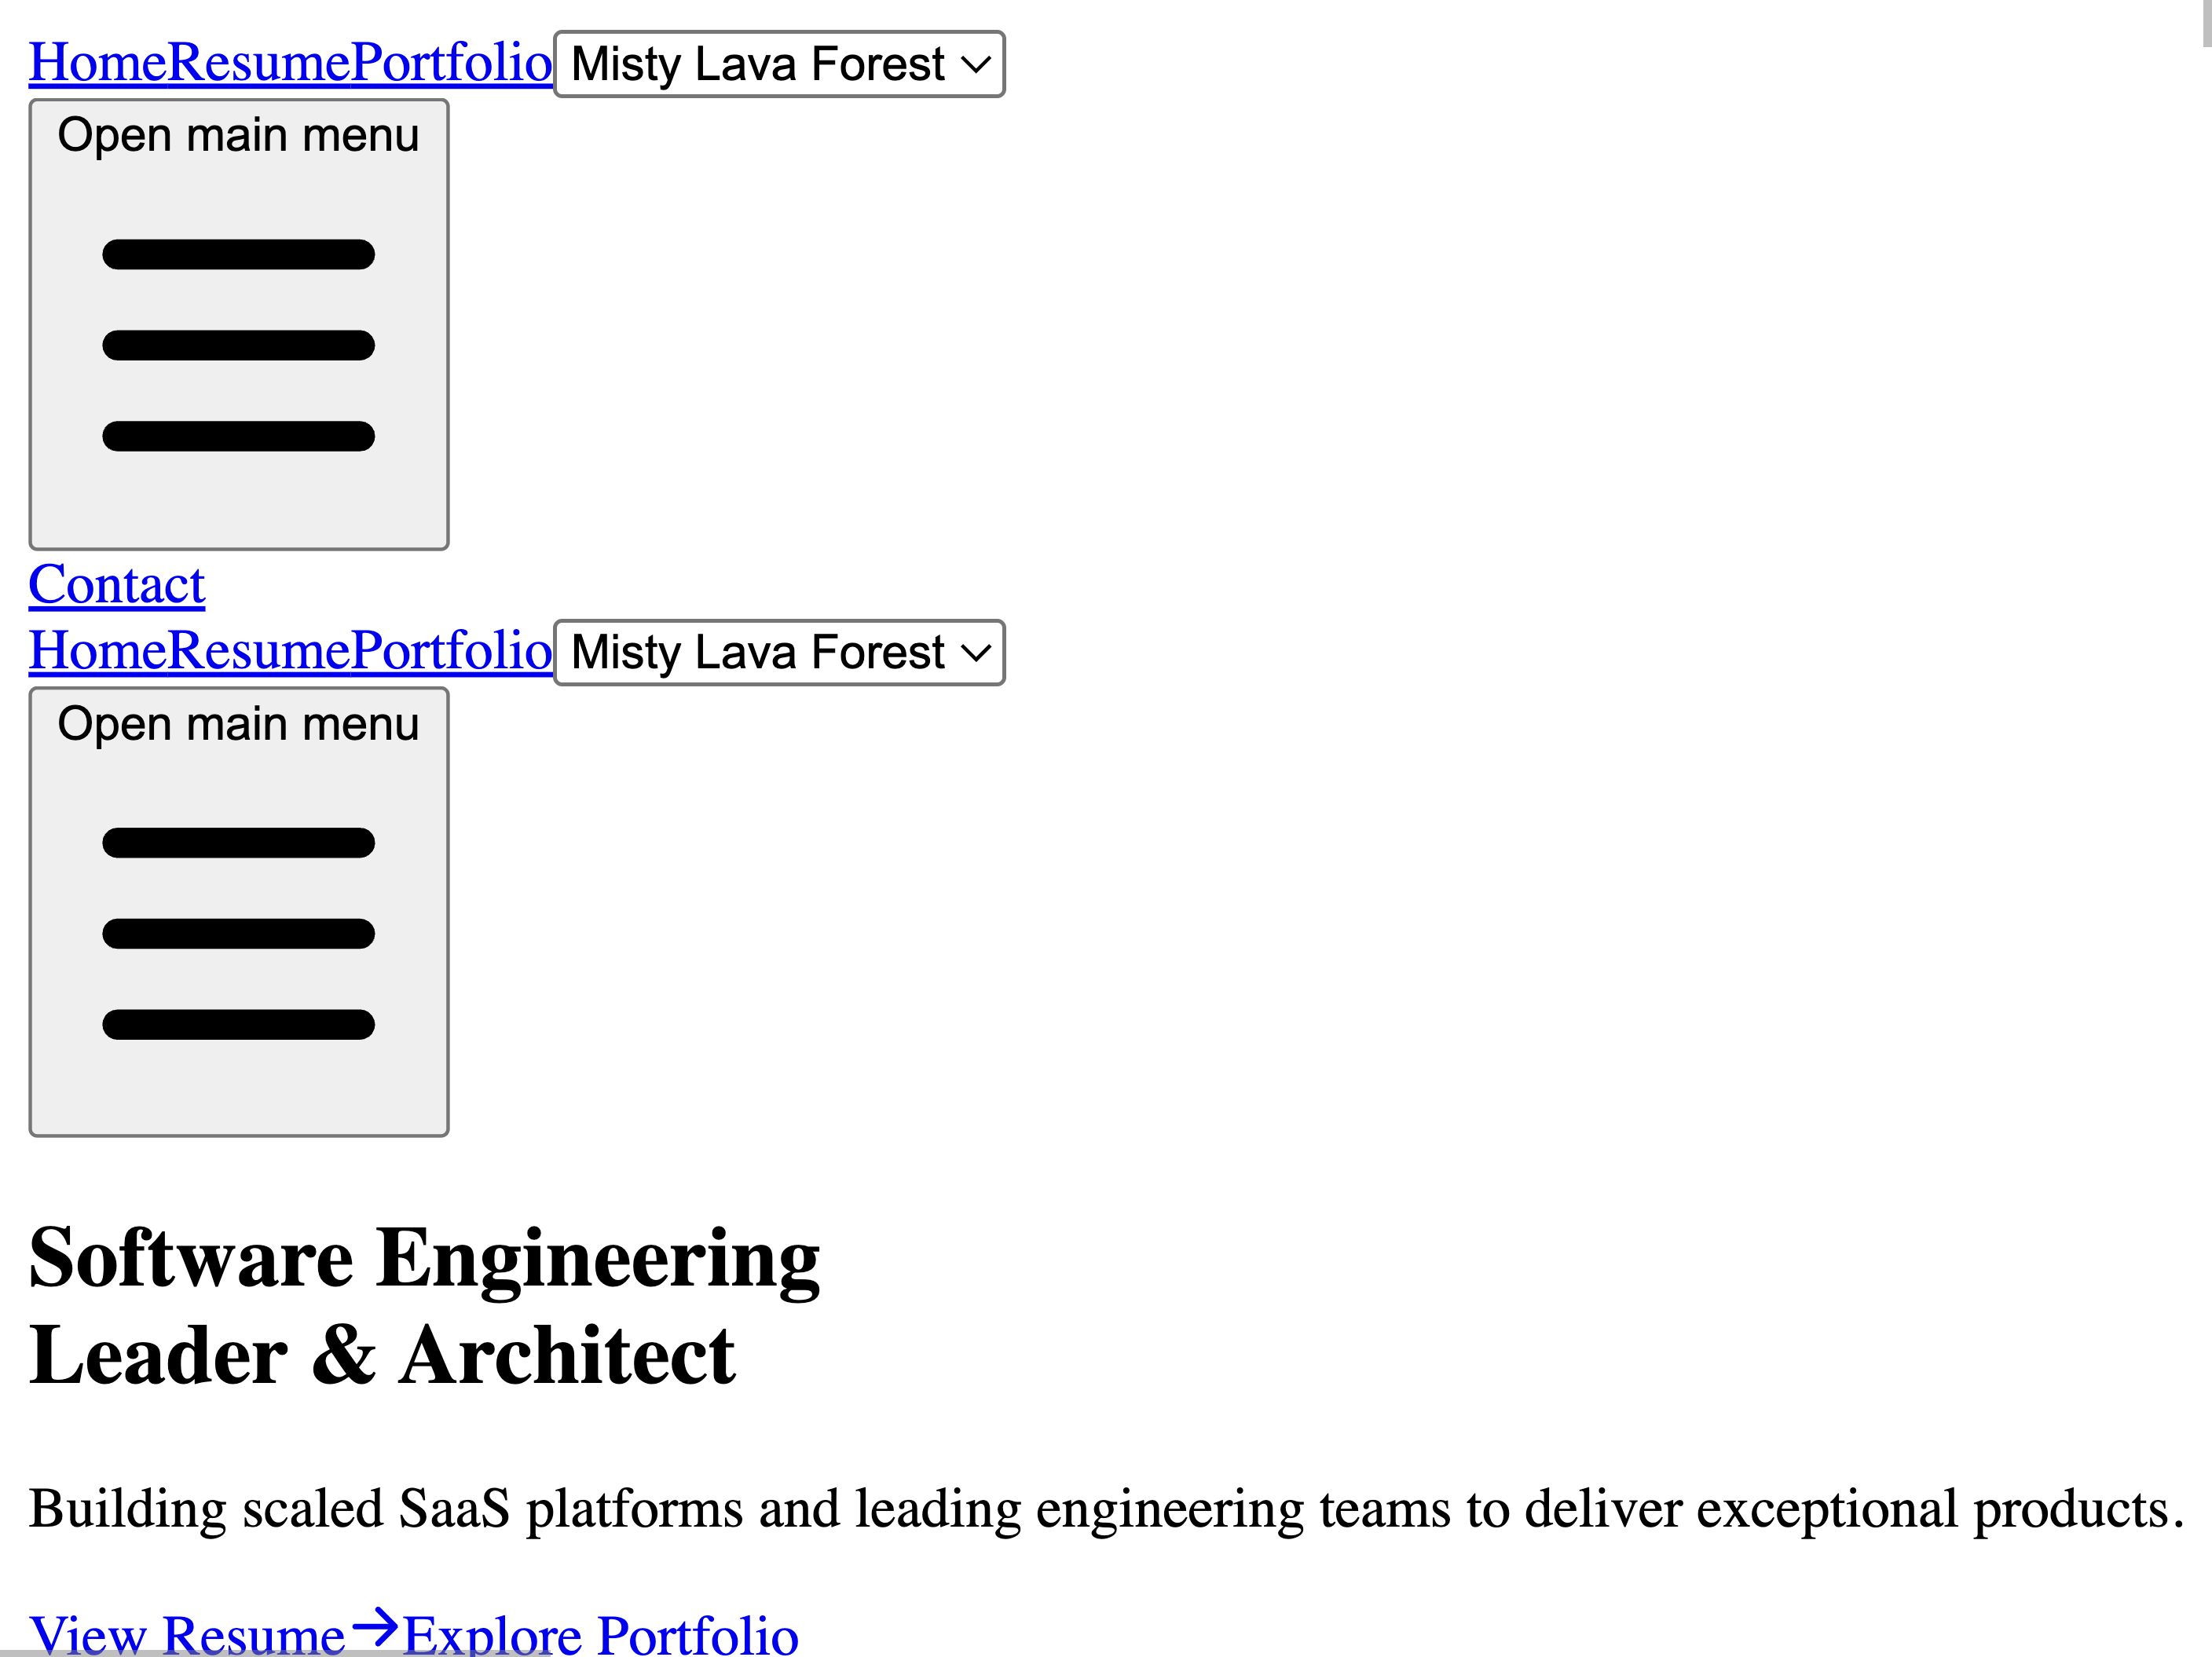 HomeResumePortfolio Misty Lava Forest
Open main menu
Contact
HomeResumePortfolio Misty Lava Forest
Open main menu
Software Engineering
Leader & Architect
Building scaled SaaS platforms and leading engineering teams to deliver exceptional products.
View Resume→Explore Portfolio